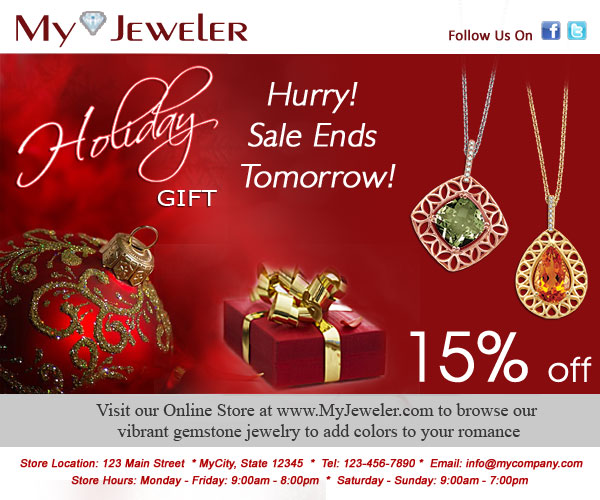 My Jeweler
Follow Us On
Holiday
GIFT
Hurry!
Sale Ends
Tomorrow!
15% off
Visit our Online Store at www.MyJeweler.com to browse our
vibrant gemstone jewelry to add colors to your romance
Store Location: 123 Main Street * MyCity, State 12345 * Tel: 123-456-7890 * Email: info@mycompany.com
Store Hours: Monday - Friday: 9:00am - 8:00pm * Saturday - Sunday: 9:00am - 7:00pm